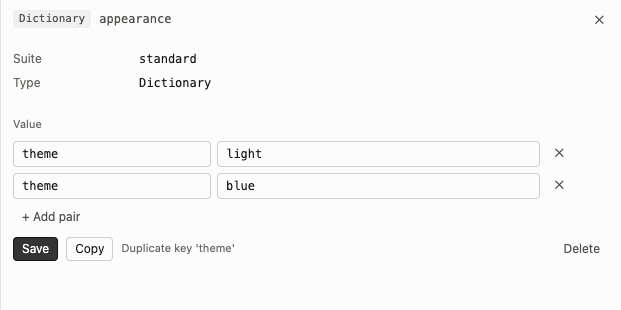 Dictionary appearance ×
Suite standard
Type Dictionary
Value
theme light ×
theme blue ×
+ Add pair
Save Copy Duplicate key 'theme' Delete